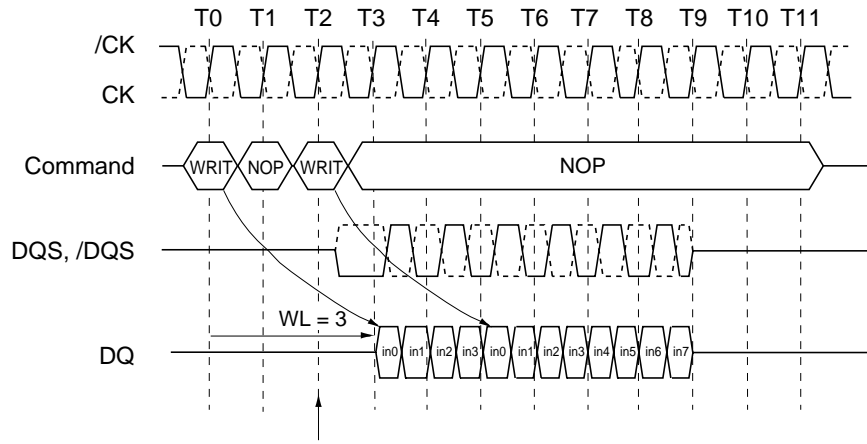 T0 T1 T2 T3 T4 T5 T6 T7 T8 T9 T10 T11
/CK
CK
Command WRIT NOP WRIT NOP
DQS, /DQS
WL = 3
DQ in0 in1 in2 in3 in0 in1 in2 in3 in4 in5 in6 in7